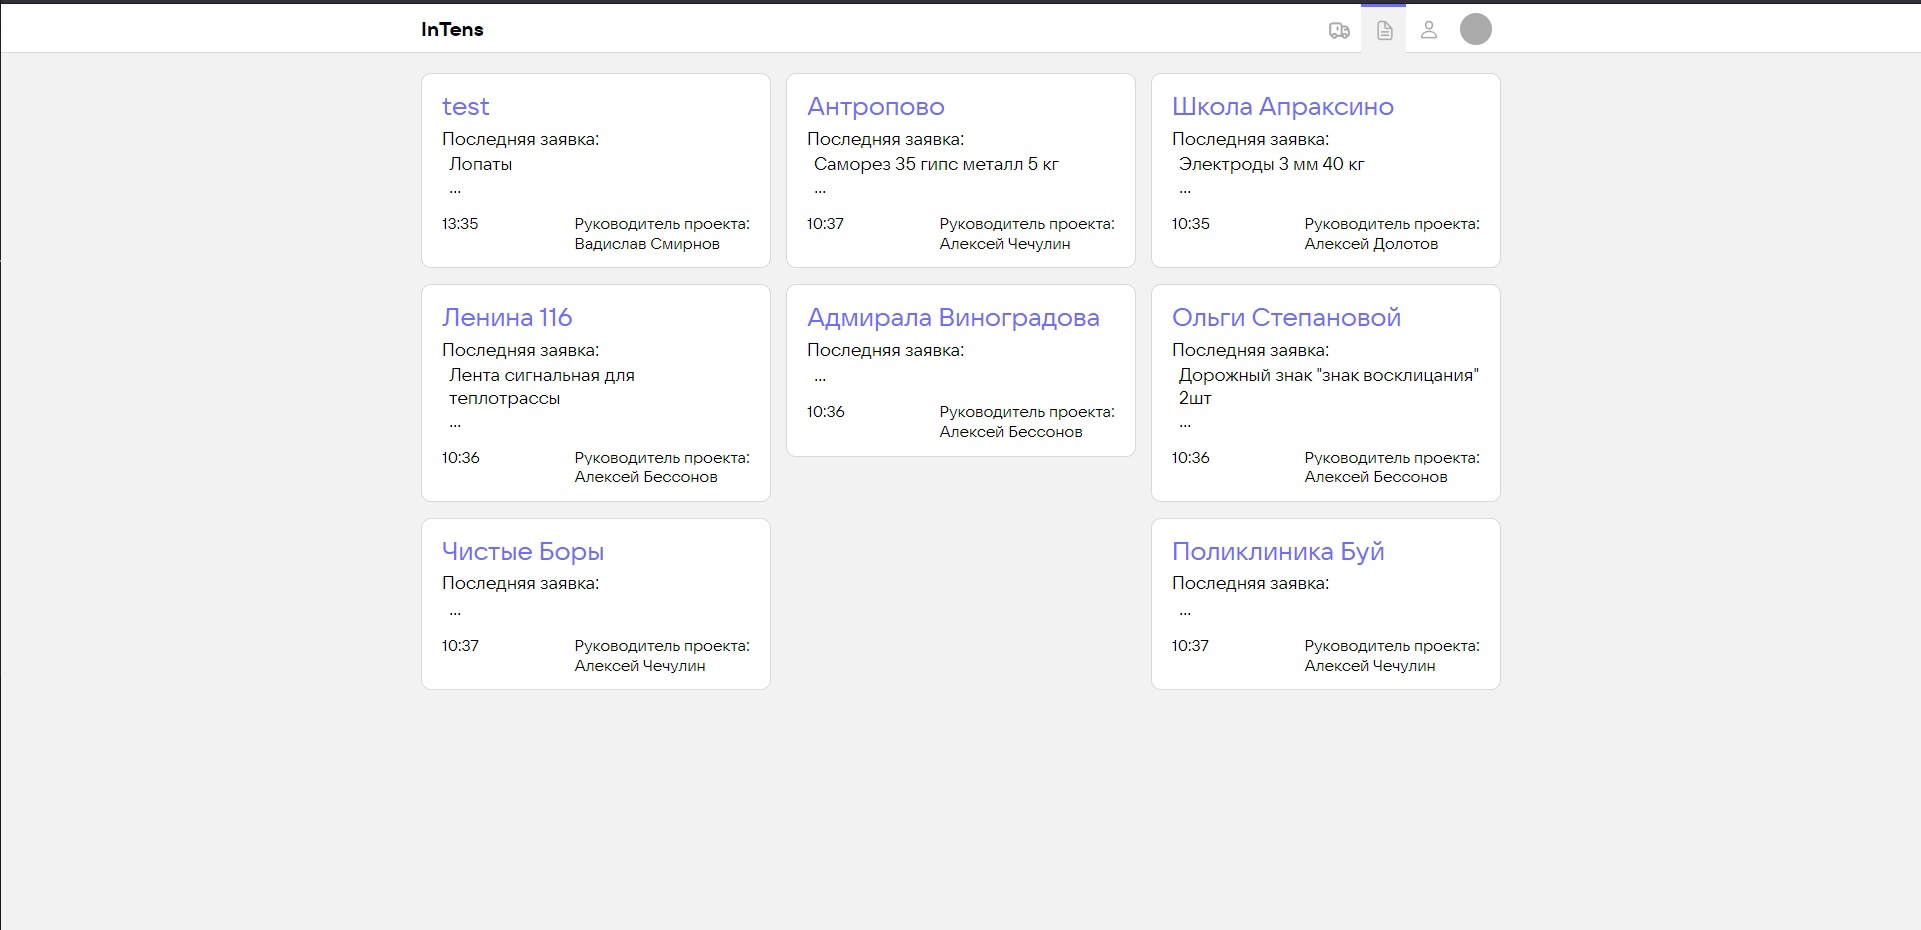 InTens
test
Последняя заявка:
Лопаты
...
13:35
Руководитель проекта:
Вадислав Смирнов
Антропово
Последняя заявка:
Саморез 35 гипс металл 5 кг
...
10:37
Руководитель проекта:
Алексей Чечулин
Школа Апраксино
Последняя заявка:
Электроды 3 мм 40 кг
...
10:35
Руководитель проекта:
Алексей Долотов
Ленина 116
Последняя заявка:
Лента сигнальная для
теплотрассы
...
10:36
Руководитель проекта:
Алексей Бессонов
Адмирала Виноградова
Последняя заявка:
...
10:36
Руководитель проекта:
Алексей Бессонов
Ольги Степановой
Последняя заявка:
Дорожный знак "знак восклицания"
2шт
...
10:36
Руководитель проекта:
Алексей Бессонов
Чистые Боры
Последняя заявка:
...
10:37
Руководитель проекта:
Алексей Чечулин
Поликлиника Буй
Последняя заявка:
...
10:37
Руководитель проекта:
Алексей Чечулин